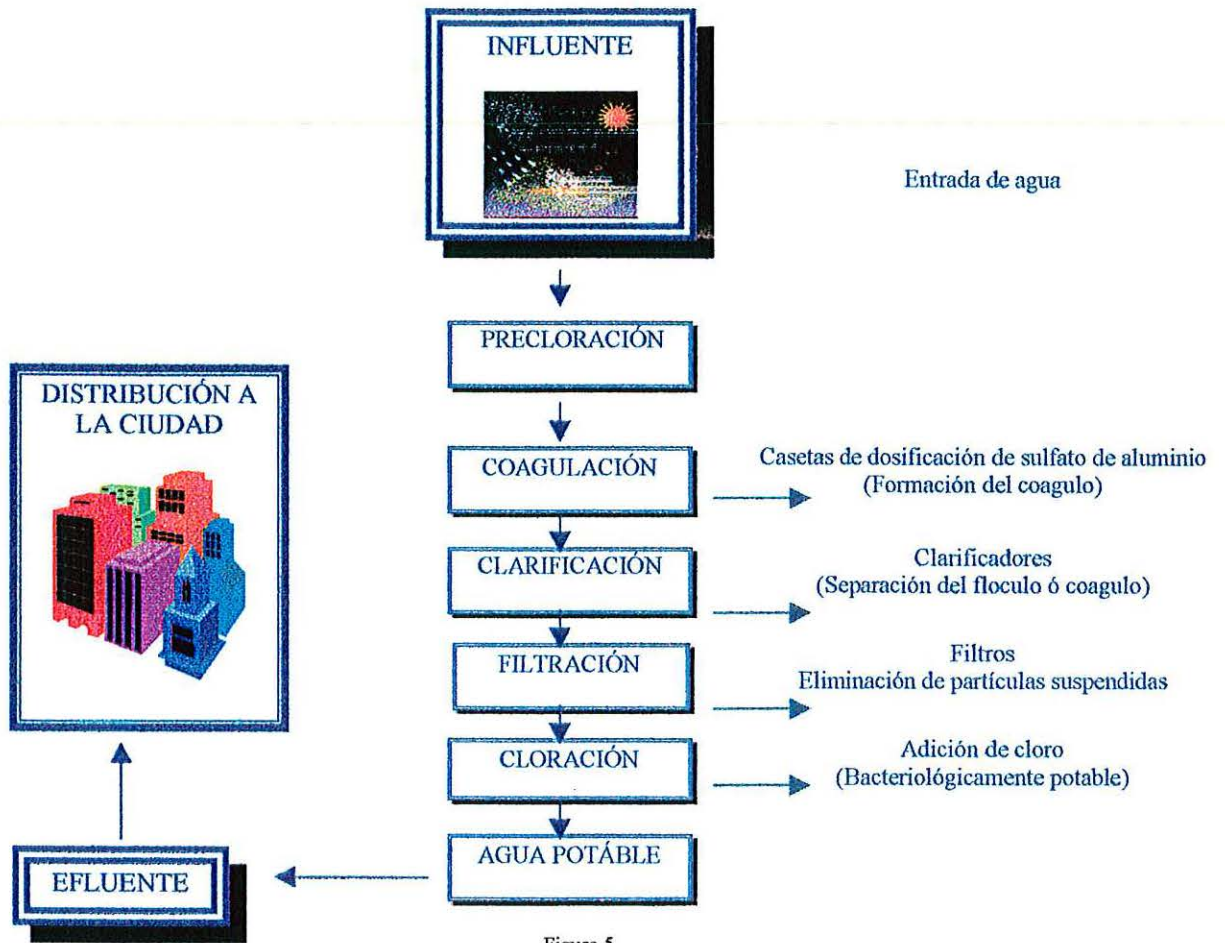 INFLUENTE
Entrada de agua
PRECLORACIÓN
COAGULACIÓN
Casetas de dosificación de sulfato de aluminio
(Formación del coagulo)
CLARIFICACIÓN
Clarificadores
(Separación del floculo ó coagulo)
FILTRACIÓN
Filtros
Eliminación de partículas suspendidas
CLORACIÓN
Adición de cloro
(Bacteriológicamente potable)
AGUA POTÁBLE
EFLUENTE
DISTRIBUCIÓN A
LA CIUDAD
Figura 5